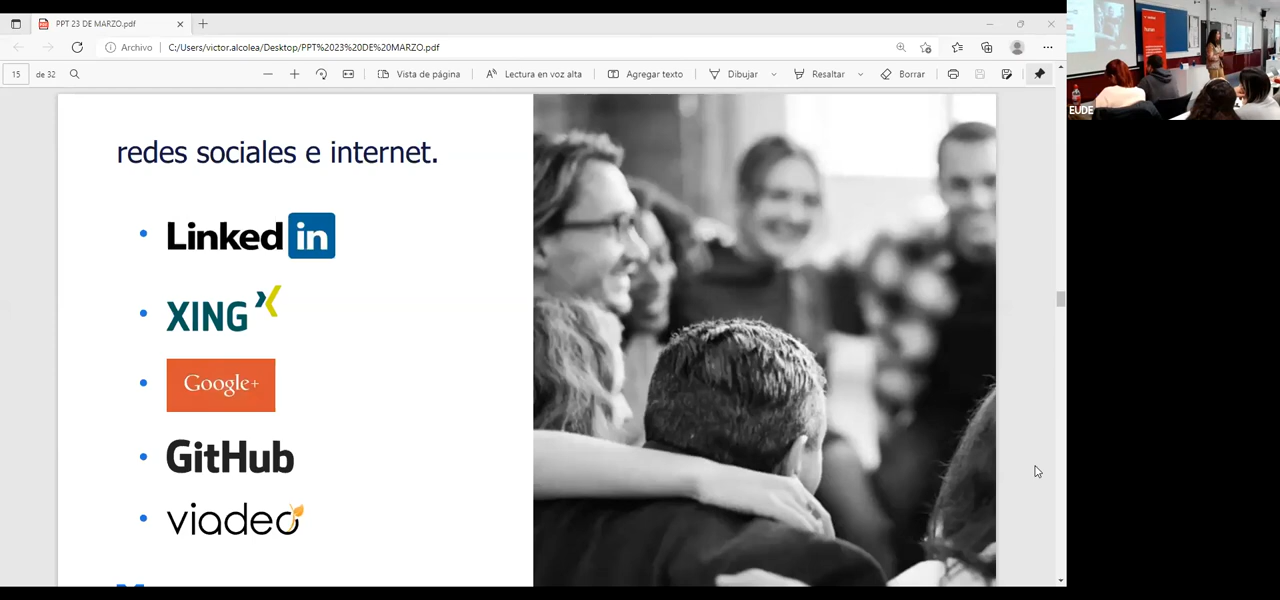 PPT 23 DE MARZO.pdf
Archivo
C:/Users/victor.alcolea/Desktop/PPT%2023%20DE%20MARZO.pdf
15 de 32
Vista de página
Lectura en voz alta
Agregar texto
Dibujar
Resaltar
Borrar
redes sociales e internet.
Linked in
XING
Google+
GitHub
viadeo
EUDE